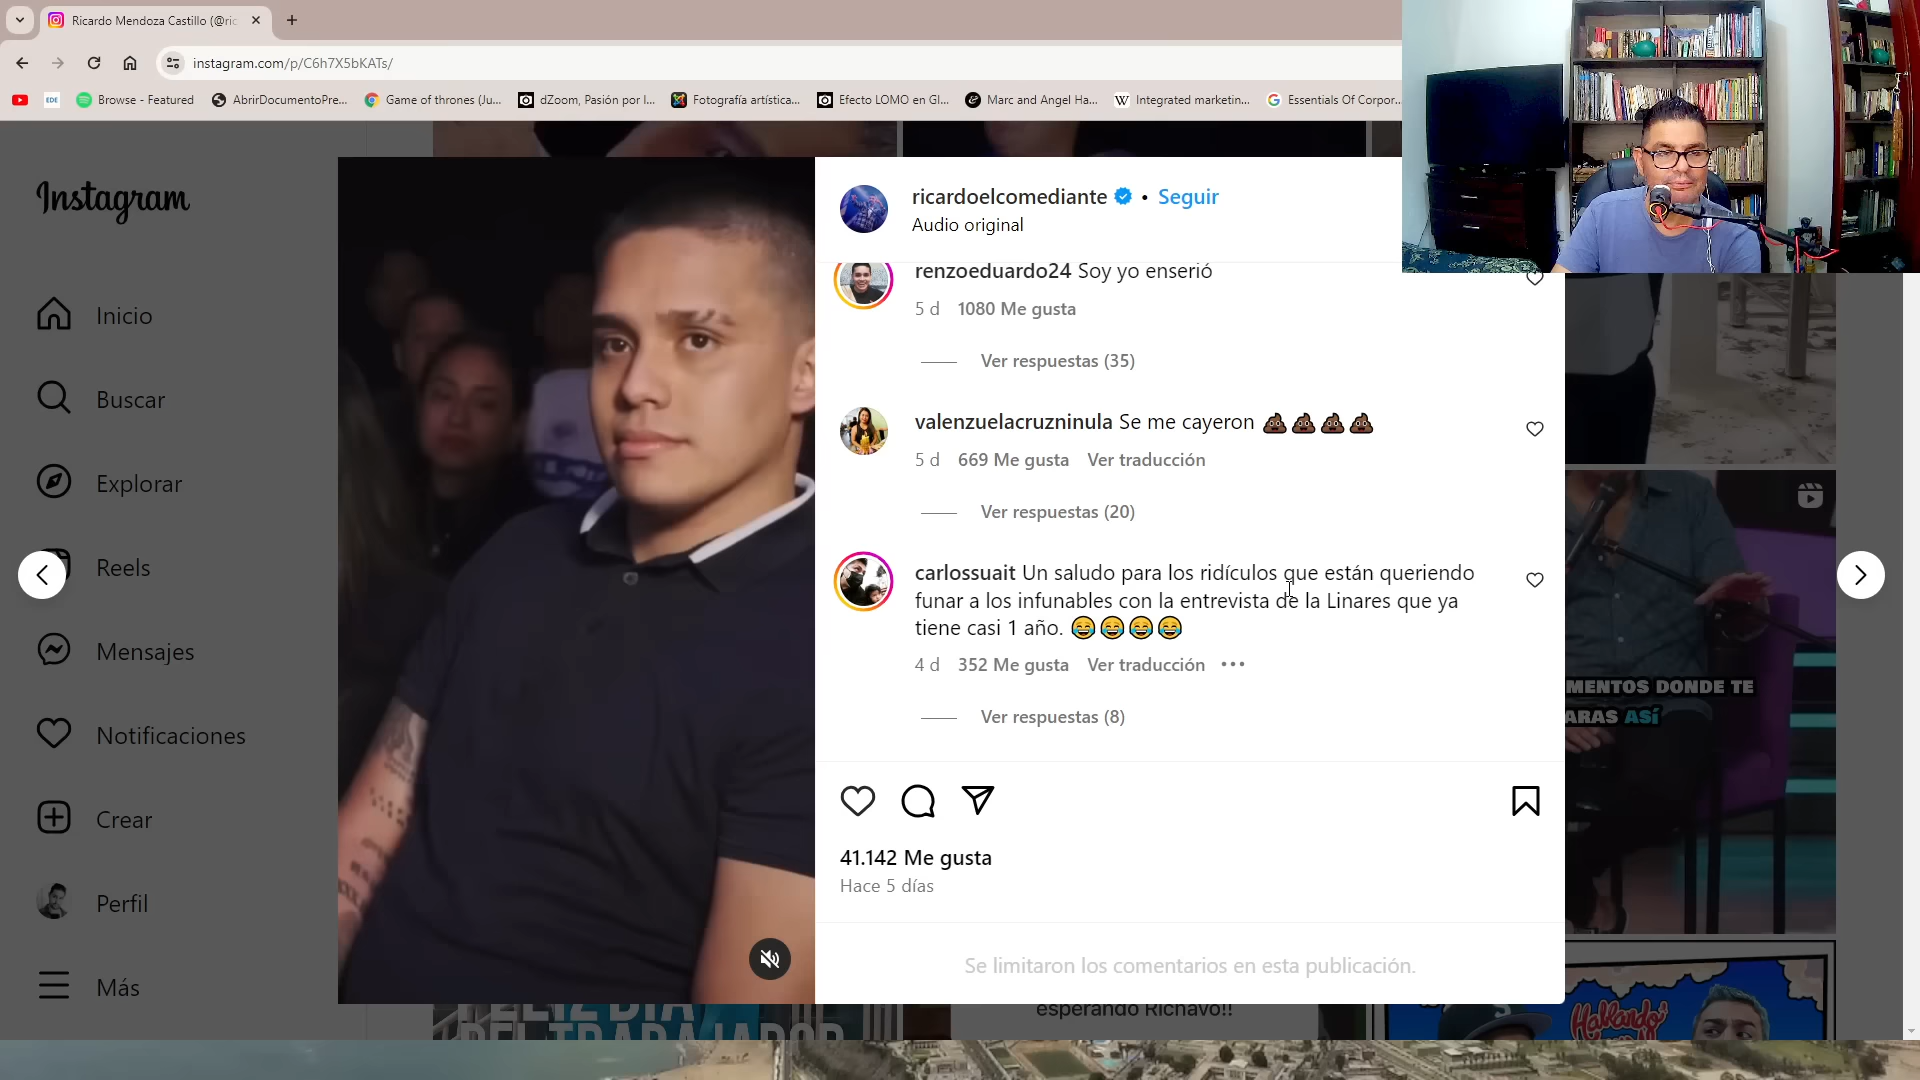 Ricardo Mendoza Castillo (@ric
instagram.com/p/C6h7X5bKATs/
EDE
Browse - Featured
AbrirDocumentoPre...
Game of thrones (Ju...
dZoom, Pasión por l...
Fotografía artística...
Efecto LOMO en Gl...
Marc and Angel Ha...
W
Integrated marketin...
Essentials Of Corpor...
Instagram
Inicio
Buscar
Explorar
Reels
Mensajes
Notificaciones
Crear
Perfil
Más
ricardoelcomediante • Seguir
Audio original
renzoeduardo24 Soy yo enserió
5 d 1080 Me gusta
Ver respuestas (35)
valenzuelacruzninula Se me cayeron 💩💩💩💩
5 d 669 Me gusta Ver traducción
Ver respuestas (20)
carlossuait Un saludo para los ridículos que están queriendo
funar a los infunables con la entrevista de la Linares que ya
tiene casi 1 año. 😂😂😂😂
4 d 352 Me gusta Ver traducción •••
Ver respuestas (8)
41.142 Me gusta
Hace 5 días
Se limitaron los comentarios en esta publicación.
MENTOS DONDE TE
ARAS ASÍ
FELIZ DÍA
DEL TRABAJADOR
esperando Richavo!!
Hablando